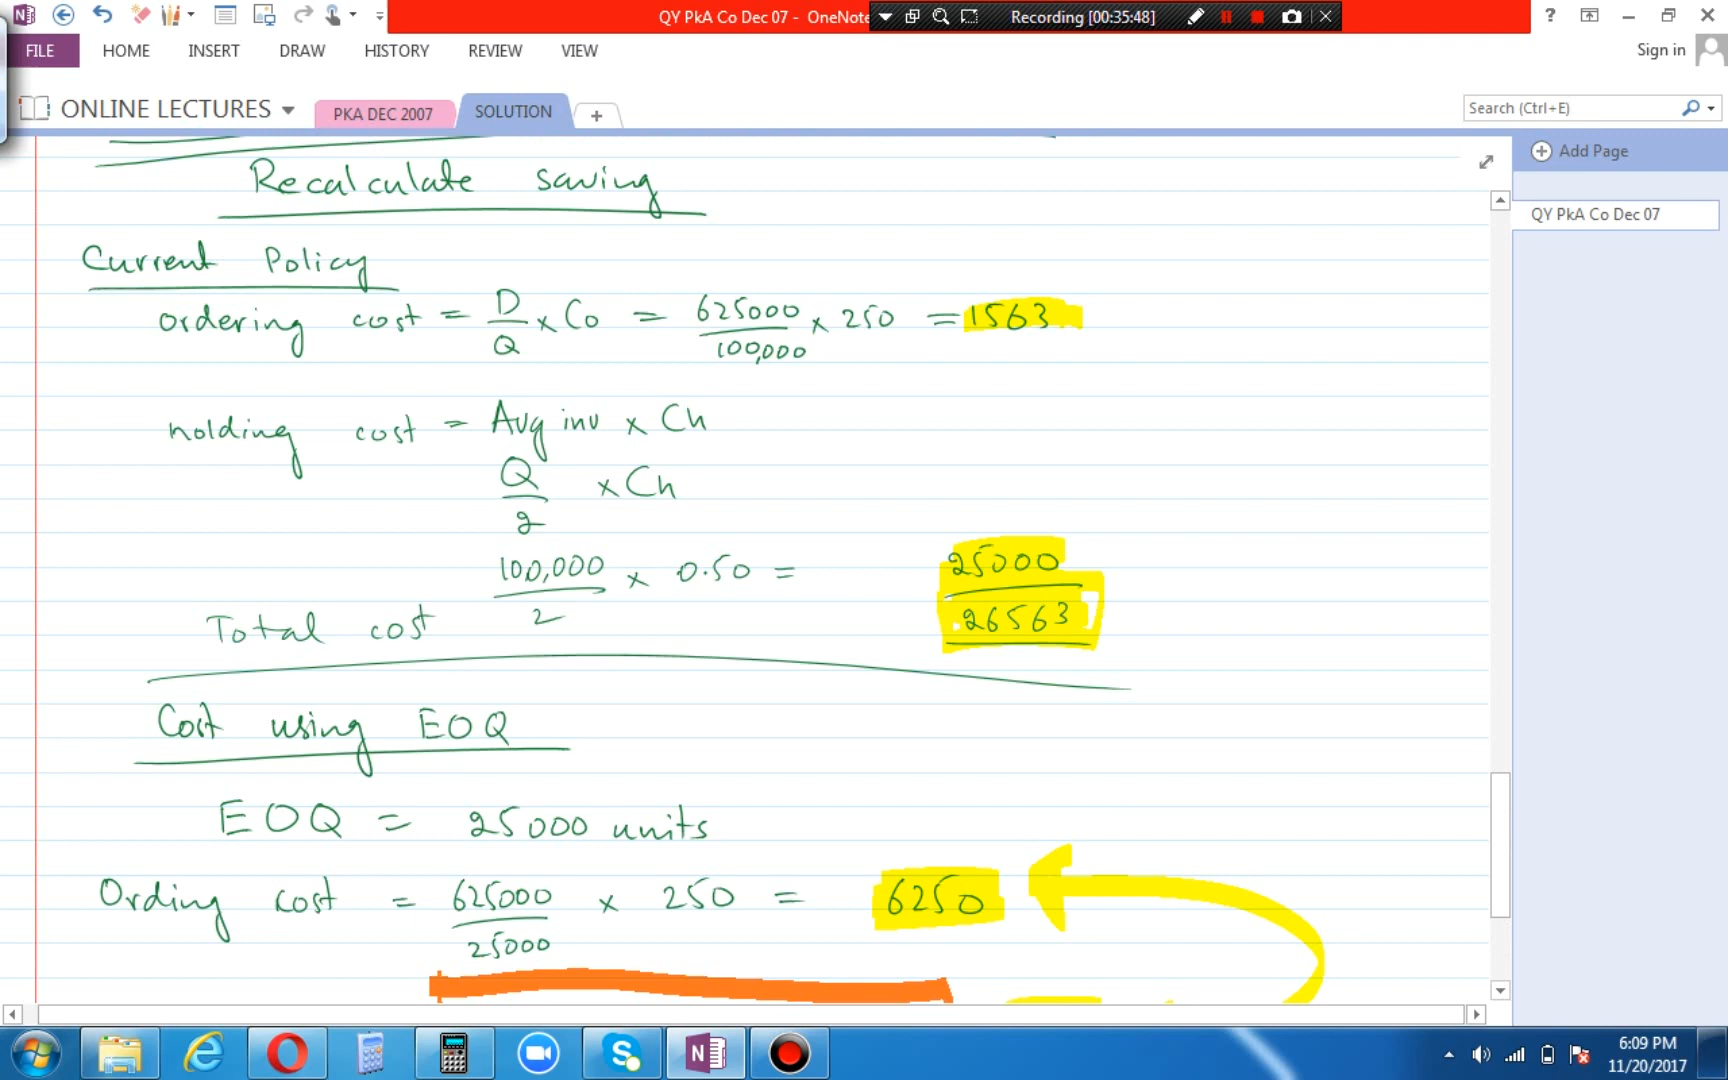 QY PkA Co Dec 07 - OneNote
Recording [00:35:48]
?
FILE HOME INSERT DRAW HISTORY REVIEW VIEW
Sign in
ONLINE LECTURES
PKA DEC 2007
SOLUTION
Search (Ctrl+E)
Add Page
QY PkA Co Dec 07
Recalculate saving
Current Policy
ordering cost = D/Q x Co = 625000/100,000 x 250 = 1563
holding cost = Avg inv x Ch
Q/2 x Ch
100,000/2 x 0.50 = 25000
Total cost 26563
Cost using EOQ
EOQ = 25000 units
Ording cost = 625000/25000 x 250 = 6250
6:09 PM
11/20/2017